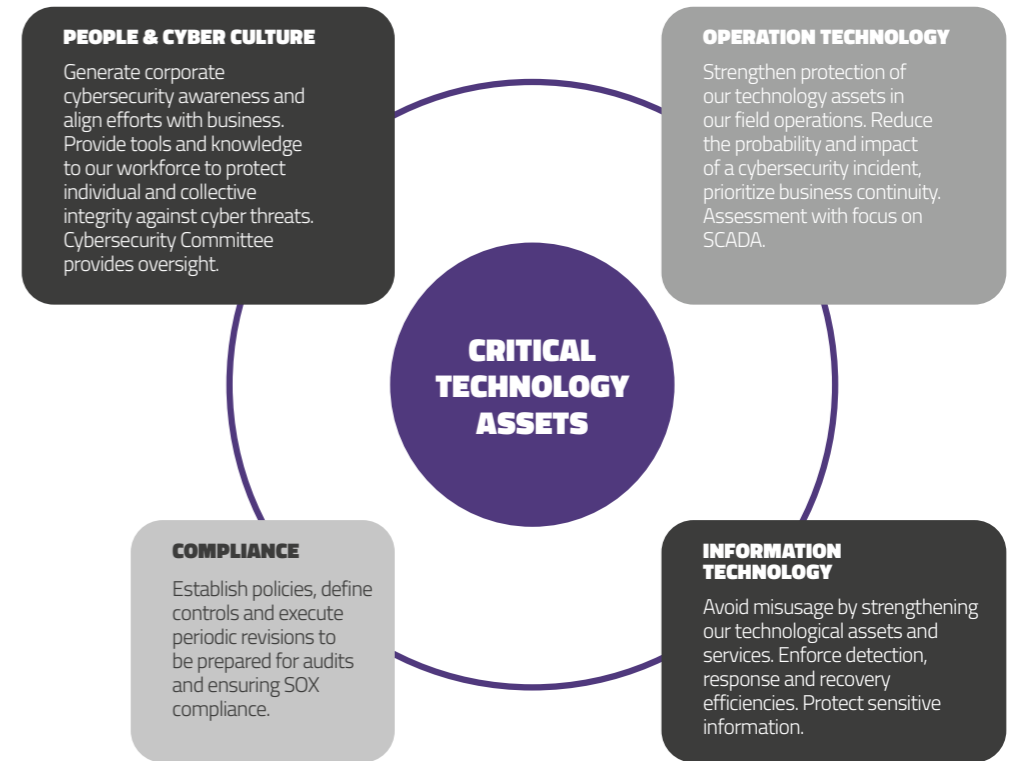 PEOPLE & CYBER CULTURE
Generate corporate
cybersecurity awareness and
align efforts with business.
Provide tools and knowledge
to our workforce to protect
individual and collective
integrity against cyber threats.
Cybersecurity Committee
provides oversight.
OPERATION TECHNOLOGY
Strengthen protection of
our technology assets in
our field operations. Reduce
the probability and impact
of a cybersecurity incident,
prioritize business continuity.
Assessment with focus on
SCADA.
CRITICAL
TECHNOLOGY
ASSETS
COMPLIANCE
Establish policies, define
controls and execute
periodic revisions to
be prepared for audits
and ensuring SOX
compliance.
INFORMATION
TECHNOLOGY
Avoid misusage by strengthening
our technological assets and
services. Enforce detection,
response and recovery
efficiencies. Protect sensitive
information.